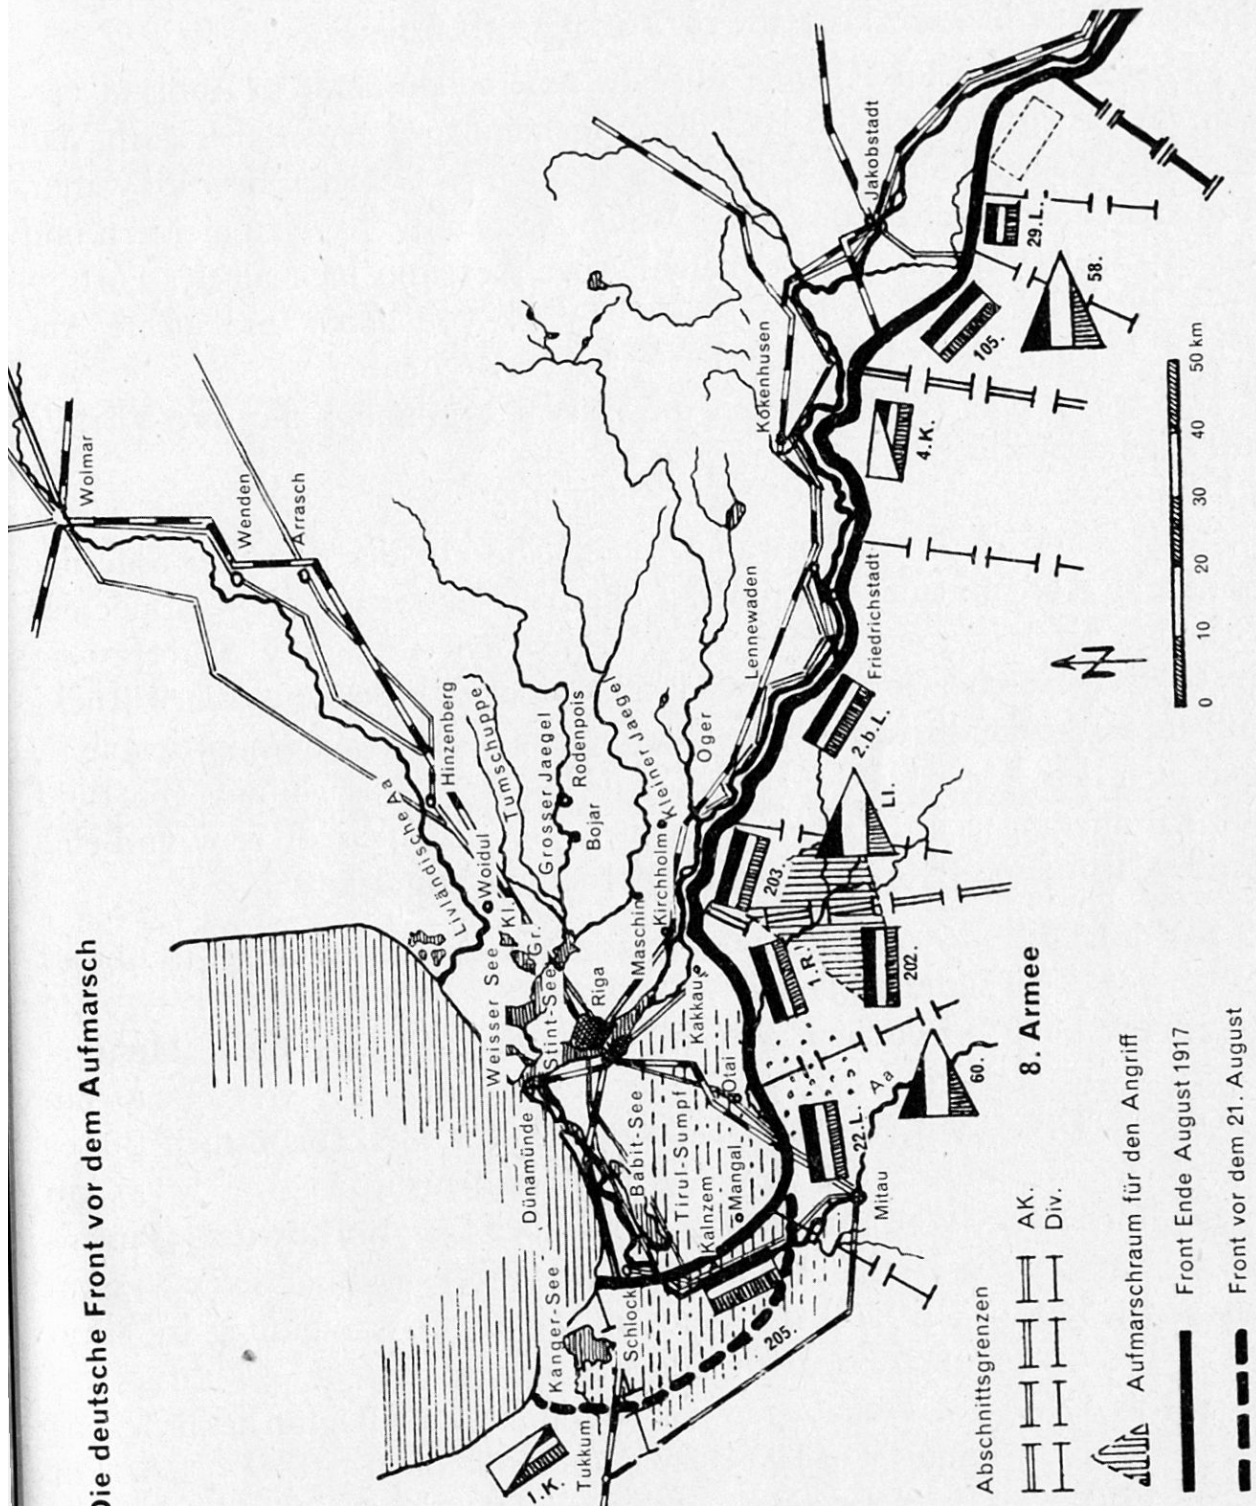 Die deutsche Front vor dem Aufmarsch
Wolmar
Wenden
Arrasch
Hinzenberg
Livländische Aa
Tumschuppe
Woidul
Kl.
Gr.
Grosser Jaegel
Rodenpois
Bojar
Kleiner Jaegel
Oger
Weisser See
Stint-See
Riga
Maschin
Kirchholm
Kakkauf
Lennewaden
Kokenhusen
Jakobstadt
Friedrichstadt
Dünamünde
Babit-See
Tirul-Sumpf
Kalnzem
Mangal
Olai
Aa
Mitau
Kanger-See
Schlock
Tukkum
1.K.
205.
22.L.
60.
1.R.
202.
203.
LI.
2.b.L.
4.K.
105.
58.
29.L.
8. Armee
0 10 20 30 40 50 km
N
Abschnittsgrenzen
AK.
Div.
Aufmarschraum für den Angriff
Front Ende August 1917
Front vor dem 21. August